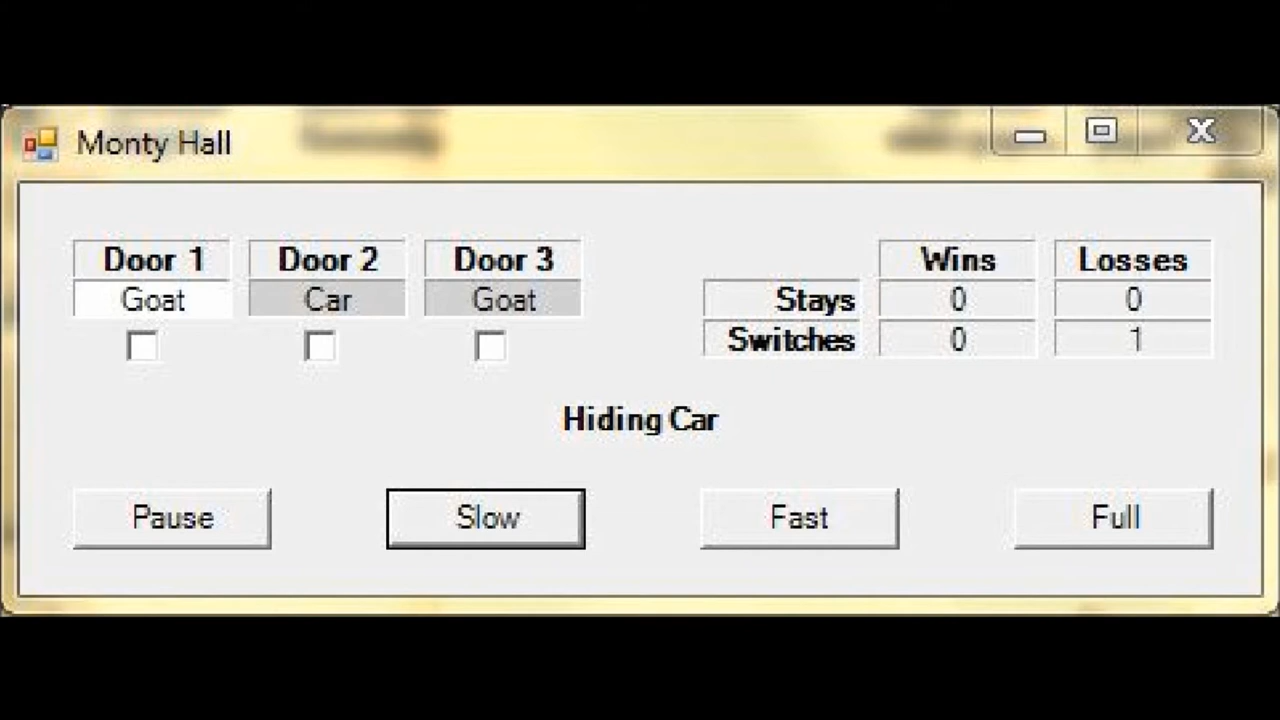 Monty Hall
Door 1 Door 2 Door 3 Wins Losses
Goat Car Goat Stays 0 0
Switches 0 1
Hiding Car
Pause Slow Fast Full